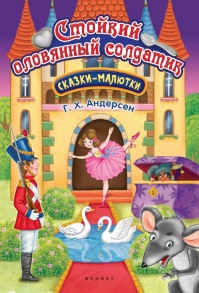 Стойкий
оловянный солдатик
СКАЗКИ-МАЛЮТКИ
Г. Х. Андерсен
ФЕНИКС